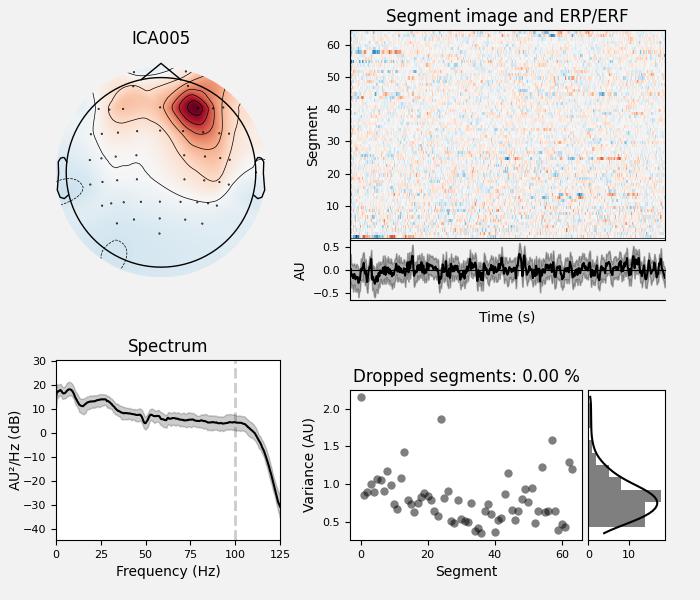 ICA005
Segment image and ERP/ERF
Segment
60
50
40
30
20
10
AU
0.5
0.0
−0.5
Time (s)
Spectrum
AU²/Hz (dB)
30
20
10
0
−10
−20
−30
−40
0 25 50 75 100 125
Frequency (Hz)
Dropped segments: 0.00 %
Variance (AU)
2.0
1.5
1.0
0.5
0 20 40 60
Segment
0 10